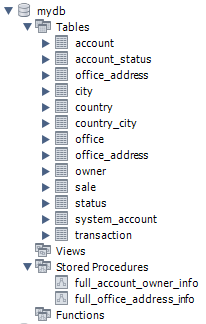 mydb
Tables
account
account_status
office_address
city
country
country_city
office
office_address
owner
sale
status
system_account
transaction
Views
Stored Procedures
full_account_owner_info
full_office_address_info
Functions